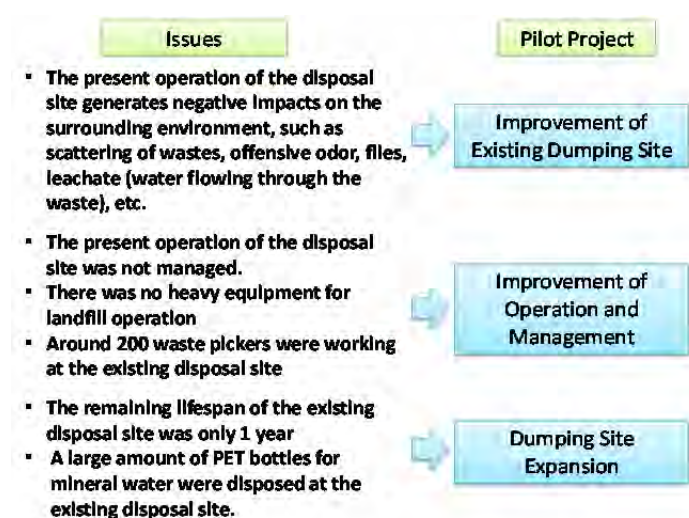 Issues
Pilot Project
▪ The present operation of the disposal
site generates negative impacts on the
surrounding environment, such as
scattering of wastes, offensive odor, flies,
leachate (water flowing through the
waste), etc.
Improvement of
Existing Dumping Site
▪ The present operation of the disposal
site was not managed.
▪ There was no heavy equipment for
landfill operation
▪ Around 200 waste pickers were working
at the existing disposal site
Improvement of
Operation and
Management
▪ The remaining lifespan of the existing
disposal site was only 1 year
▪ A large amount of PET bottles for
mineral water were disposed at the
existing disposal site.
Dumping Site
Expansion